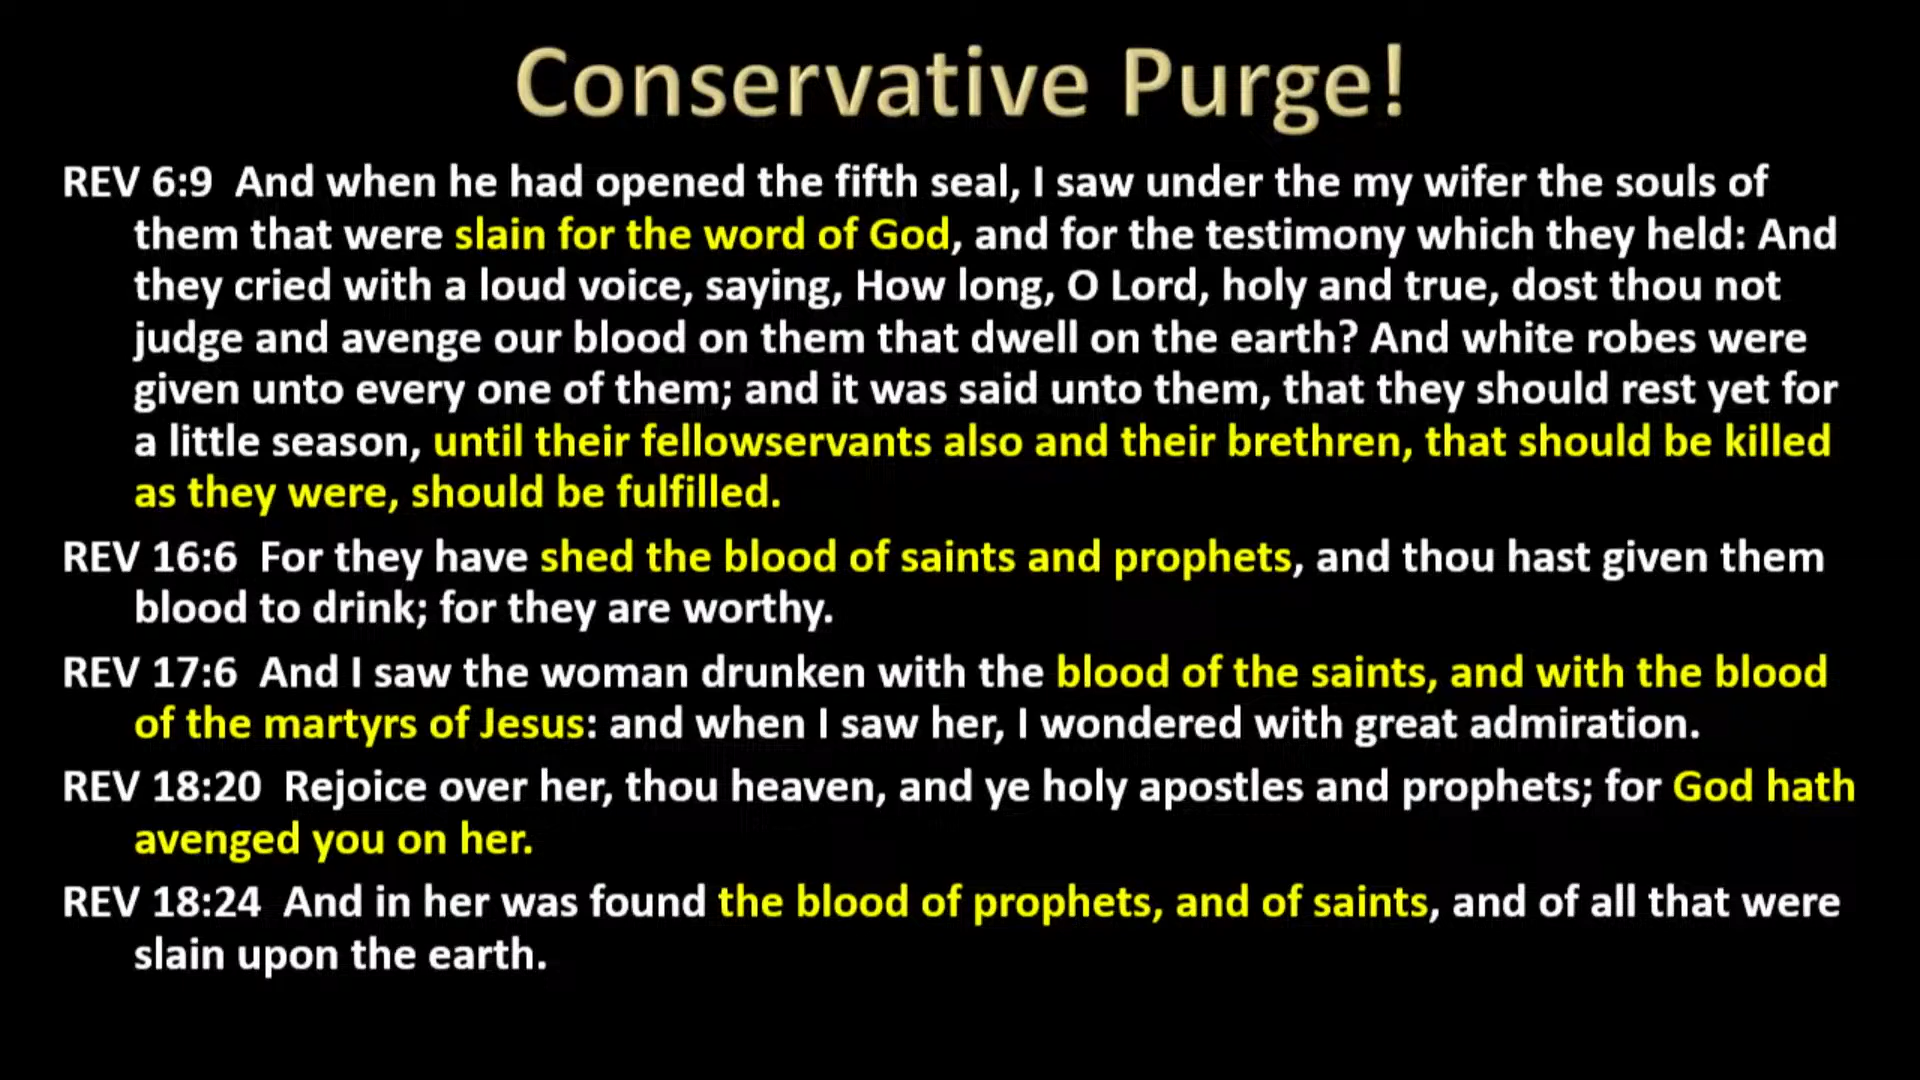 Conservative Purge!
REV 6:9 And when he had opened the fifth seal, I saw under the my wifer the souls of
them that were slain for the word of God, and for the testimony which they held: And
they cried with a loud voice, saying, How long, O Lord, holy and true, dost thou not
judge and avenge our blood on them that dwell on the earth? And white robes were
given unto every one of them; and it was said unto them, that they should rest yet for
a little season, until their fellowservants also and their brethren, that should be killed
as they were, should be fulfilled.
REV 16:6 For they have shed the blood of saints and prophets, and thou hast given them
blood to drink; for they are worthy.
REV 17:6 And I saw the woman drunken with the blood of the saints, and with the blood
of the martyrs of Jesus: and when I saw her, I wondered with great admiration.
REV 18:20 Rejoice over her, thou heaven, and ye holy apostles and prophets; for God hath
avenged you on her.
REV 18:24 And in her was found the blood of prophets, and of saints, and of all that were
slain upon the earth.